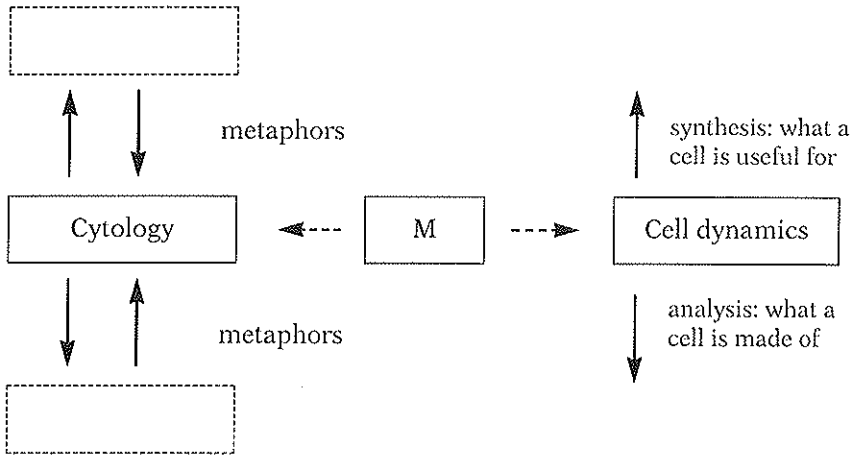 metaphors
synthesis: what a
cell is useful for
Cytology
M
Cell dynamics
metaphors
analysis: what a
cell is made of